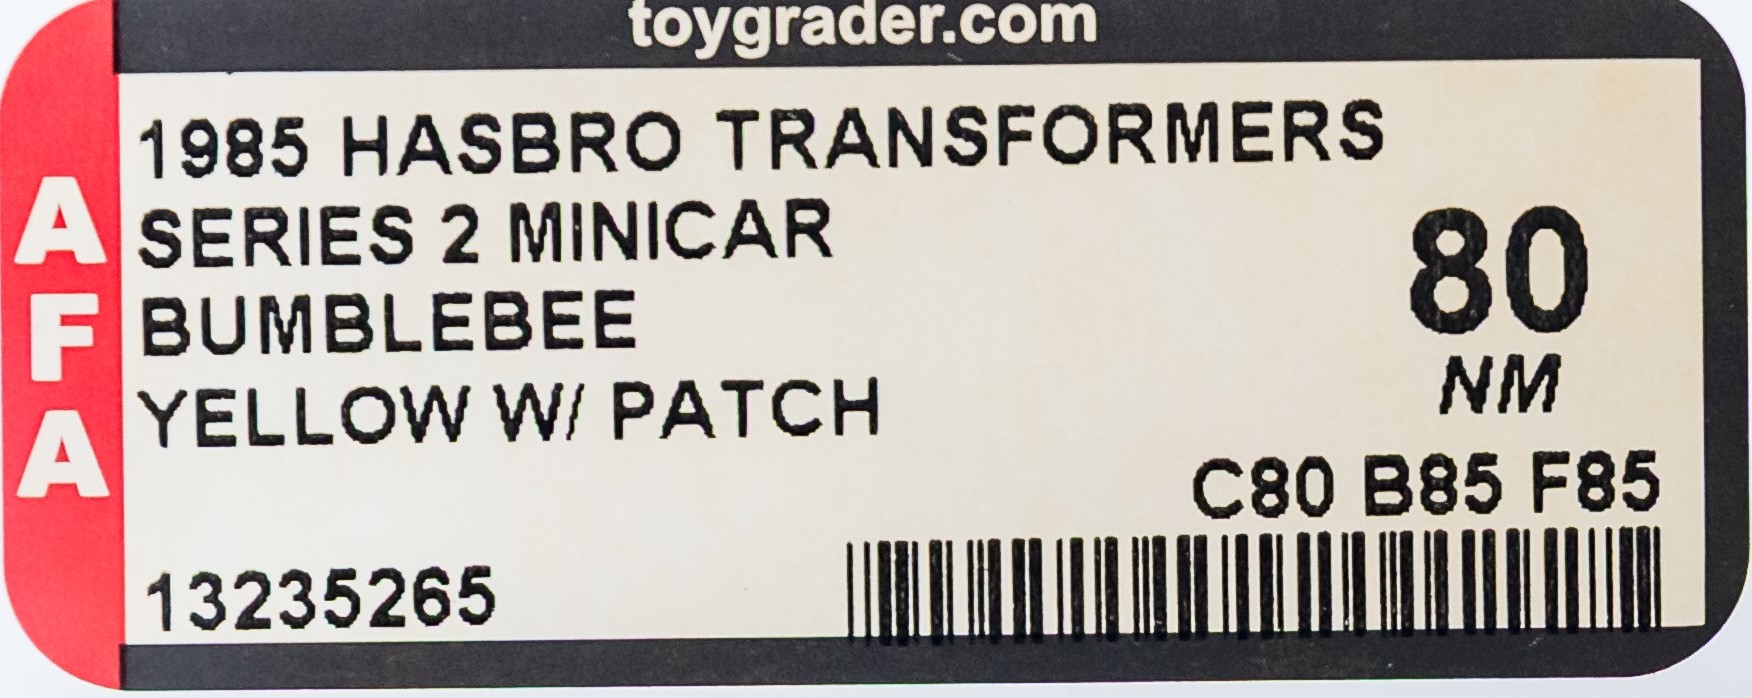 toygrader.com
AFA
1985 HASBRO TRANSFORMERS
SERIES 2 MINICAR
BUMBLEBEE
YELLOW W/ PATCH
80
NM
C80 B85 F85
13235265